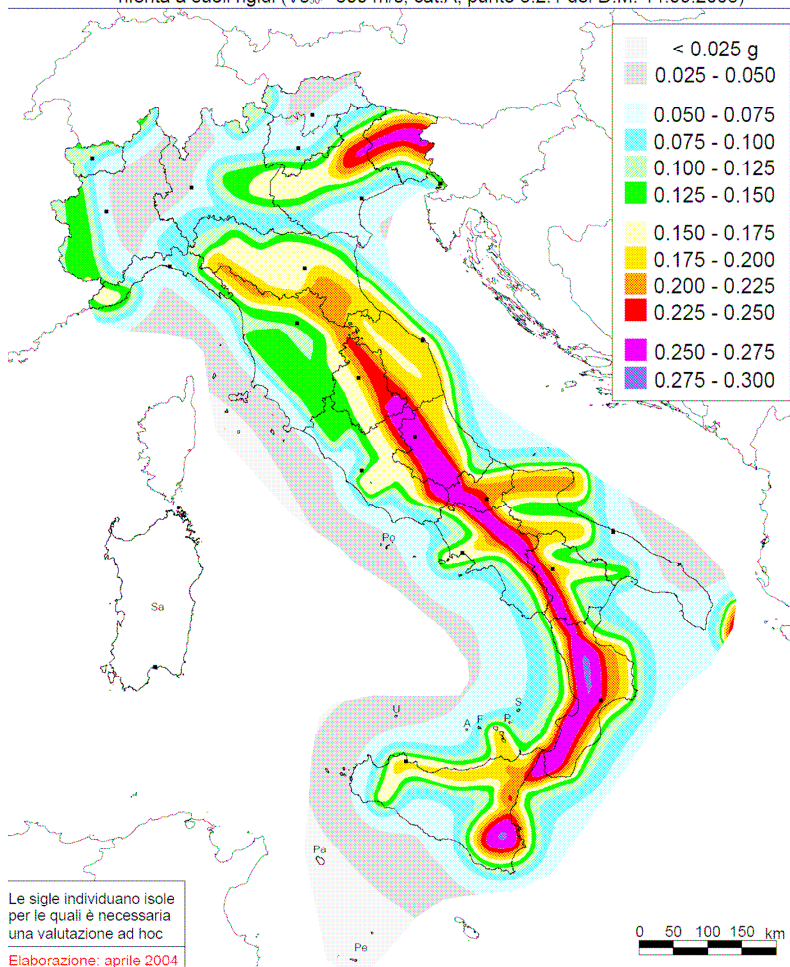 riferita a suoli rigidi
< 0.025 g
0.025 - 0.050
0.050 - 0.075
0.075 - 0.100
0.100 - 0.125
0.125 - 0.150
0.150 - 0.175
0.175 - 0.200
0.200 - 0.225
0.225 - 0.250
0.250 - 0.275
0.275 - 0.300
Po
Sa
U
S
A F P
Pa
Pe
Le sigle individuano isole
per le quali è necessaria
una valutazione ad hoc
Elaborazione: aprile 2004
0 50 100 150 km